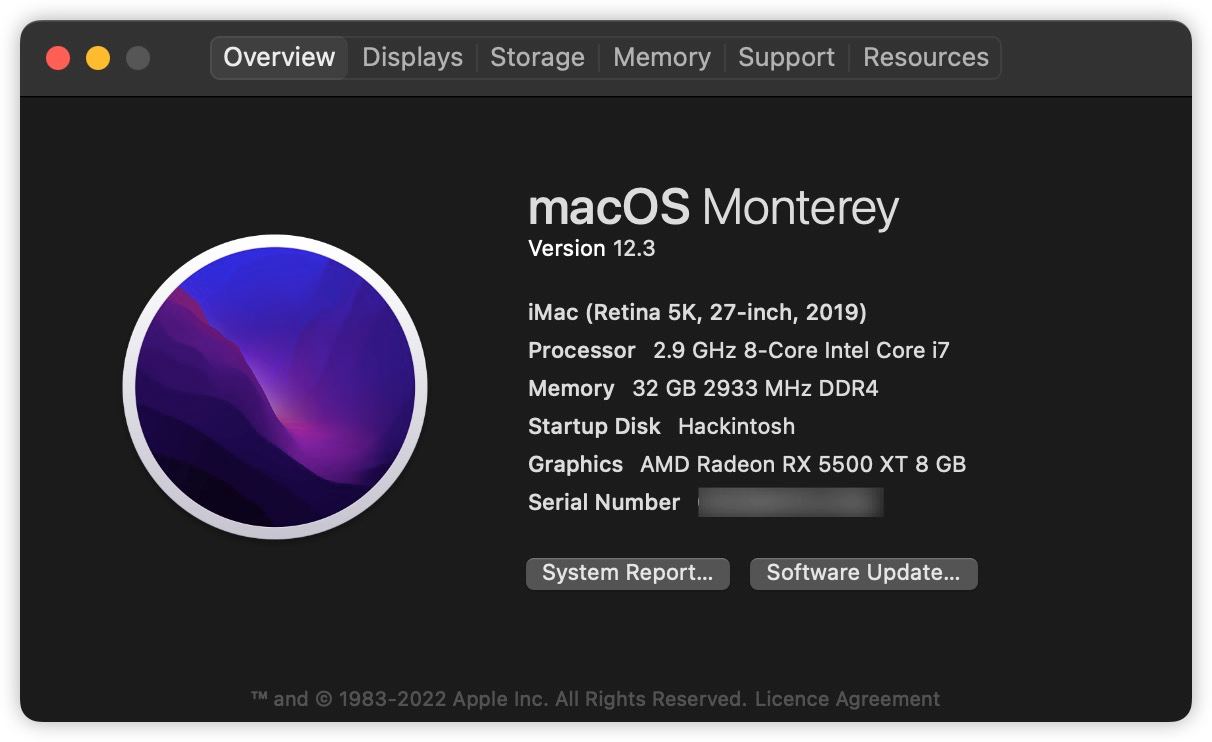 Overview Displays Storage Memory Support Resources
macOS Monterey
Version 12.3
iMac (Retina 5K, 27-inch, 2019)
Processor 2.9 GHz 8-Core Intel Core i7
Memory 32 GB 2933 MHz DDR4
Startup Disk Hackintosh
Graphics AMD Radeon RX 5500 XT 8 GB
Serial Number
System Report... Software Update...
™ and © 1983-2022 Apple Inc. All Rights Reserved. Licence Agreement